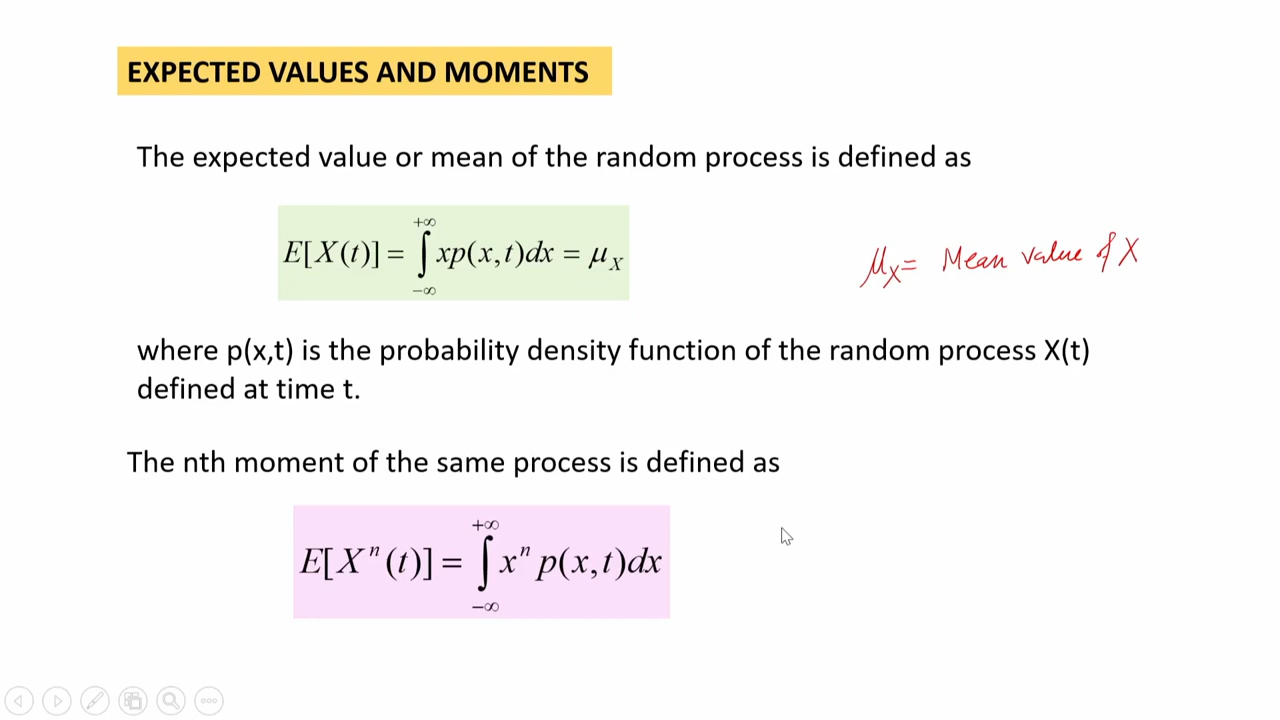 EXPECTED VALUES AND MOMENTS
The expected value or mean of the random process is defined as
E[X(t)] = ∫_{-∞}^{+∞} xp(x,t)dx = μ_X
μ_X = Mean value of X
where p(x,t) is the probability density function of the random process X(t)
defined at time t.
The nth moment of the same process is defined as
E[X^n(t)] = ∫_{-∞}^{+∞} x^n p(x,t)dx